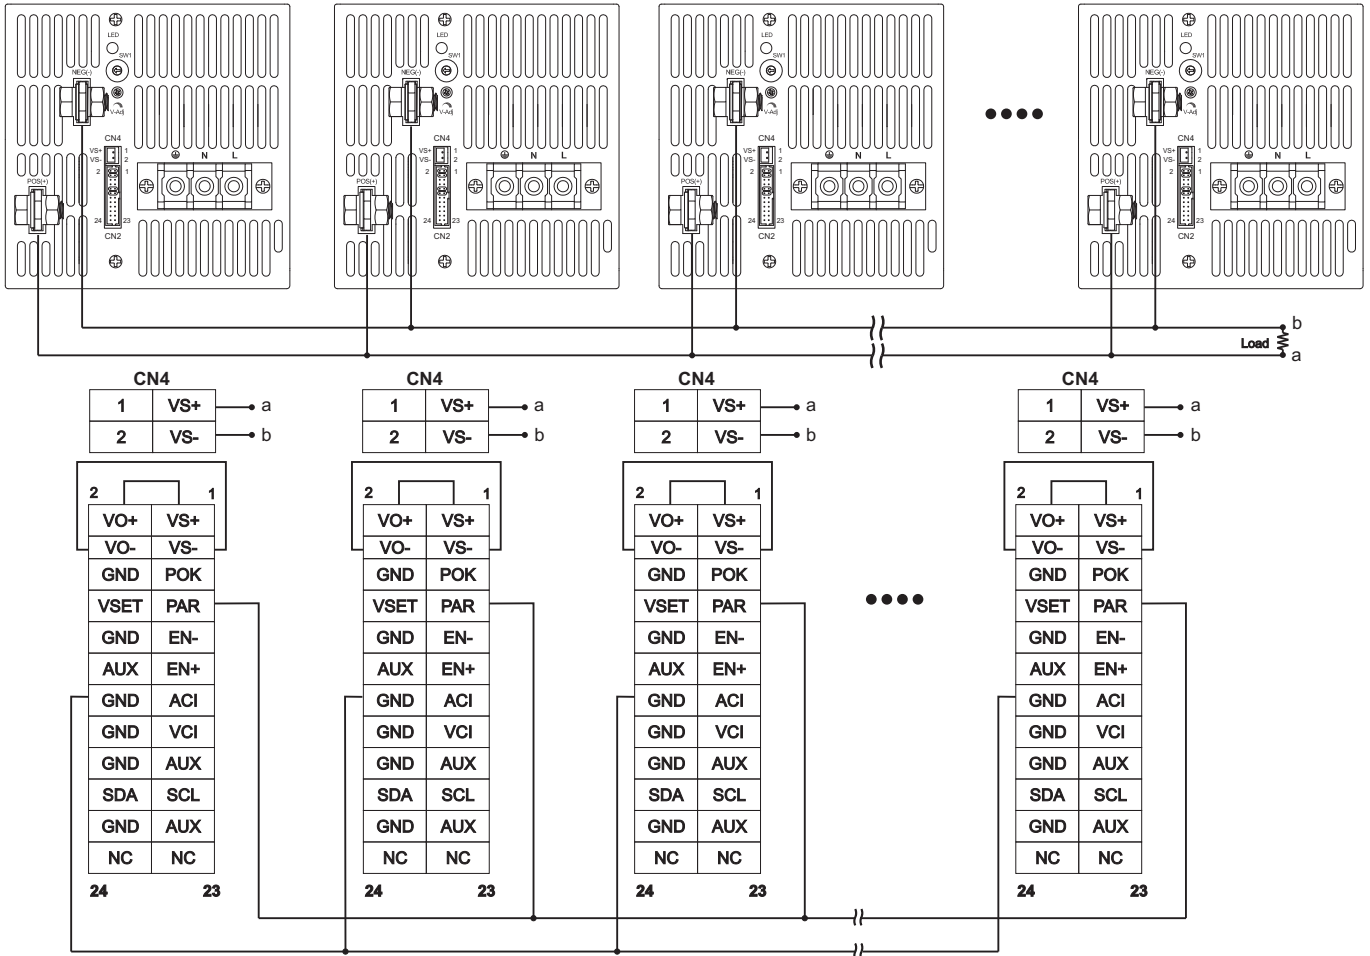 LED LED LED LED
SW1 SW1 SW1 SW1
NEG(-) NEG(-) NEG(-) NEG(-)
V-Adj V-Adj V-Adj V-Adj
CN4 CN4 CN4 CN4
VS+ 1 VS+ 1 VS+ 1 VS+ 1
N L N L N L N L
VS- 2 VS- 2 VS- 2 VS- 2
2 1 2 1 2 1 2 1
POS(+) POS(+) POS(+) POS(+)
24 23 24 23 24 23 24 23
CN2 CN2 CN2 CN2
b
Load
a
CN4 CN4 CN4 CN4
1 VS+ a 1 VS+ a 1 VS+ a 1 VS+ a
2 VS- b 2 VS- b 2 VS- b 2 VS- b
2 1 2 1 2 1 2 1
VO+ VS+ VO+ VS+ VO+ VS+ VO+ VS+
VO- VS- VO- VS- VO- VS- VO- VS-
GND POK GND POK GND POK GND POK
VSET PAR VSET PAR VSET PAR VSET PAR
GND EN- GND EN- GND EN- GND EN-
AUX EN+ AUX EN+ AUX EN+ AUX EN+
GND ACI GND ACI GND ACI GND ACI
GND VCI GND VCI GND VCI GND VCI
GND AUX GND AUX GND AUX GND AUX
SDA SCL SDA SCL SDA SCL SDA SCL
GND AUX GND AUX GND AUX GND AUX
NC NC NC NC NC NC NC NC
24 23 24 23 24 23 24 23